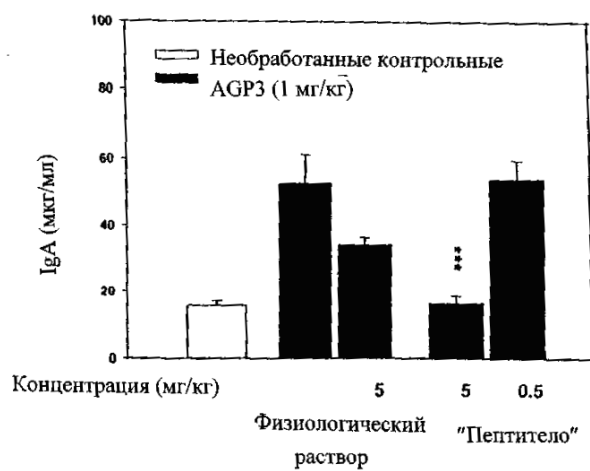 100
80
60
40
20
0
IgA (мкг/мл)
Необработанные контрольные
AGP3 (1 мг/кг)
***
Концентрация (мг/кг)
5
5
0.5
Физиологический
раствор
"Пептитело"